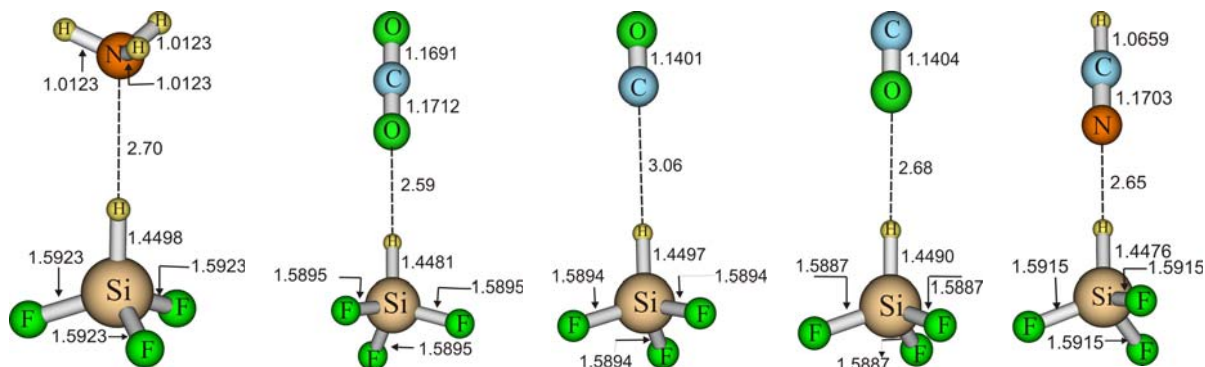 H
H
H
N
1.0123
1.0123
1.0123
2.70
H
1.4498
1.5923
1.5923
Si
F
F
F
1.5923
O
1.1691
C
1.1712
O
2.59
H
1.4481
1.5895
1.5895
F
Si
F
F
1.5895
O
1.1401
C
3.06
H
1.4497
1.5894
1.5894
Si
F
F
F
1.5894
C
1.1404
O
2.68
H
1.4490
1.5887
1.5887
Si
F
F
F
1.5887
H
1.0659
C
1.1703
N
2.65
H
1.4476
1.5915
1.5915
Si
F
F
F
1.5915